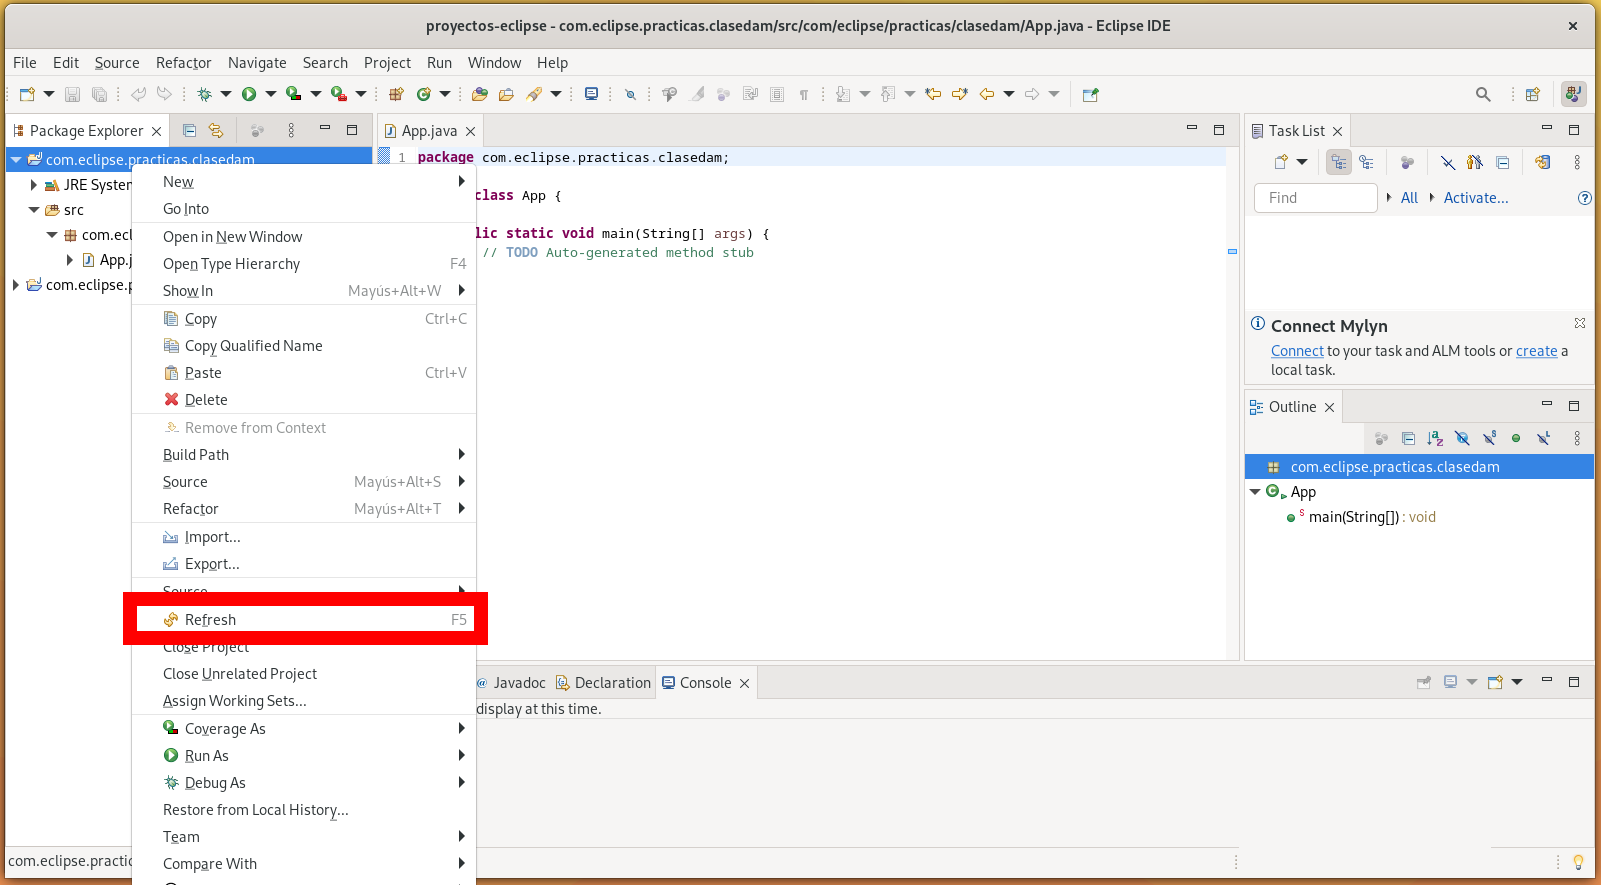 proyectos-eclipse - com.eclipse.practicas.clasedam/src/com/eclipse/practicas/clasedam/App.java - Eclipse IDE
File Edit Source Refactor Navigate Search Project Run Window Help
Package Explorer
com.eclipse.practicas.clasedam
JRE System
src
com.ecl
App.j
com.eclipse.p
New
Go Into
Open in New Window
Open Type Hierarchy F4
Show In Mayús+Alt+W
Copy Ctrl+C
Copy Qualified Name
Paste Ctrl+V
Delete
Remove from Context
Build Path
Source Mayús+Alt+S
Refactor Mayús+Alt+T
Import...
Export...
Source
Refresh F5
Close Project
Close Unrelated Project
Assign Working Sets...
Coverage As
Run As
Debug As
Restore from Local History...
Team
Compare With
App.java
1 package com.eclipse.practicas.clasedam;
class App {
lic static void main(String[] args) {
// TODO Auto-generated method stub
Task List
Find All Activate...
Connect Mylyn
Connect to your task and ALM tools or create a
local task.
Outline
com.eclipse.practicas.clasedam
App
main(String[]) : void
Javadoc Declaration Console
display at this time.
com.eclipse.practic